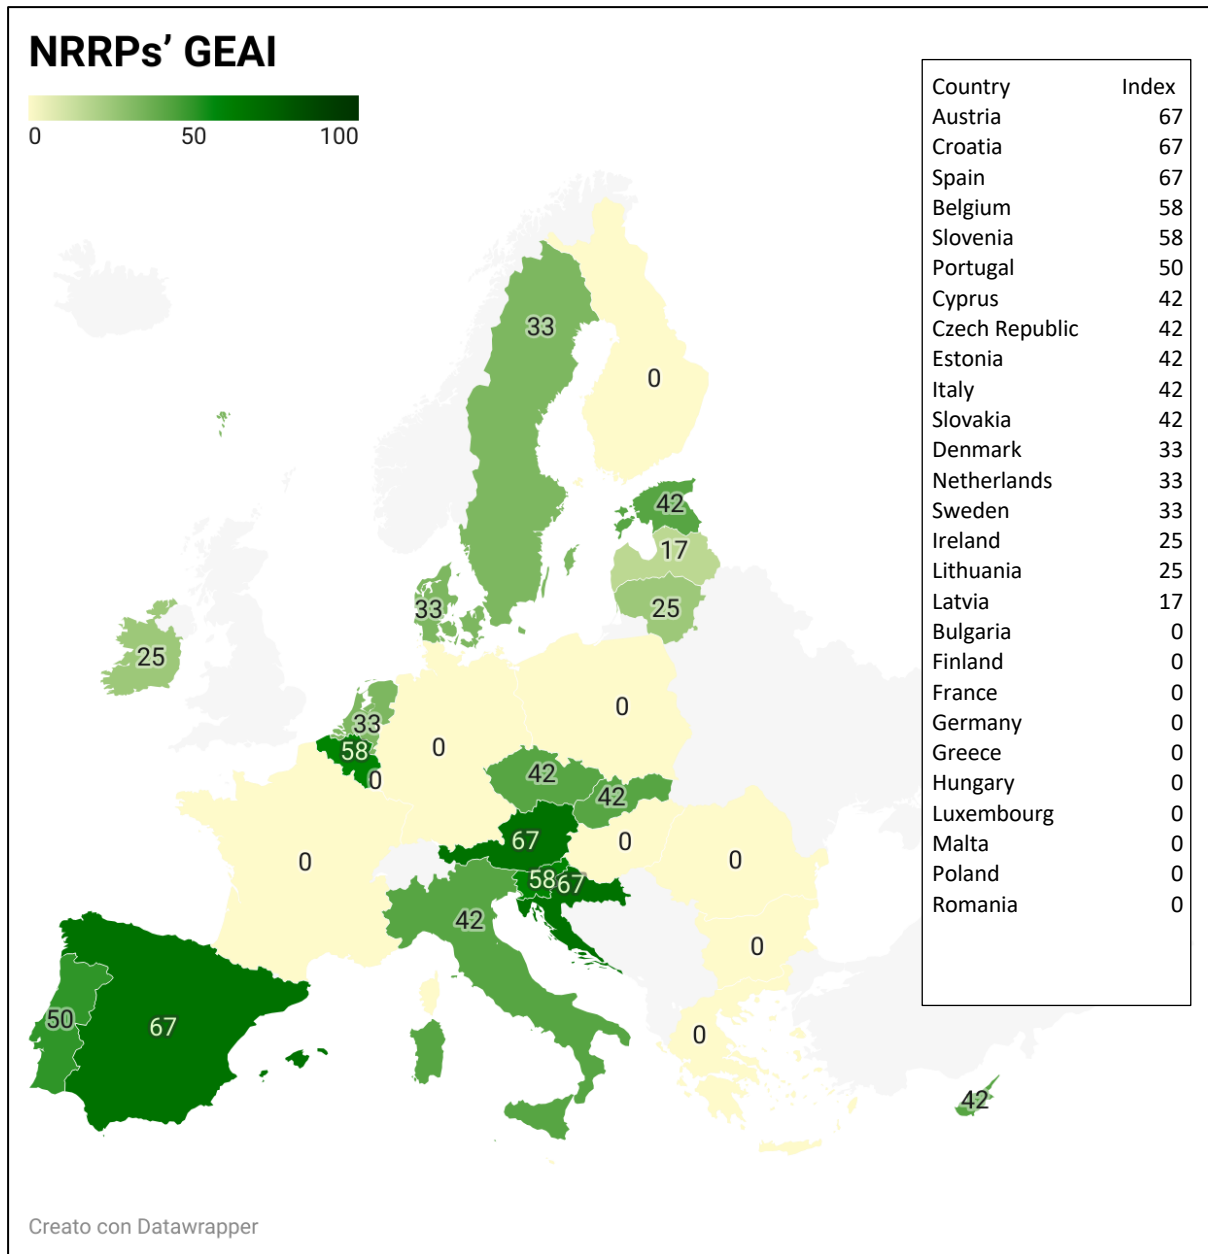 NRRPs’ GEAI
0 50 100
Country Index
Austria 67
Croatia 67
Spain 67
Belgium 58
Slovenia 58
Portugal 50
Cyprus 42
Czech Republic 42
Estonia 42
Italy 42
Slovakia 42
Denmark 33
Netherlands 33
Sweden 33
Ireland 25
Lithuania 25
Latvia 17
Bulgaria 0
Finland 0
France 0
Germany 0
Greece 0
Hungary 0
Luxembourg 0
Malta 0
Poland 0
Romania 0
33
0
42
17
33
25
25
0
33
0
58
42
0
42
67
0
0
0
58
67
42
0
50
67
0
42
Creato con Datawrapper